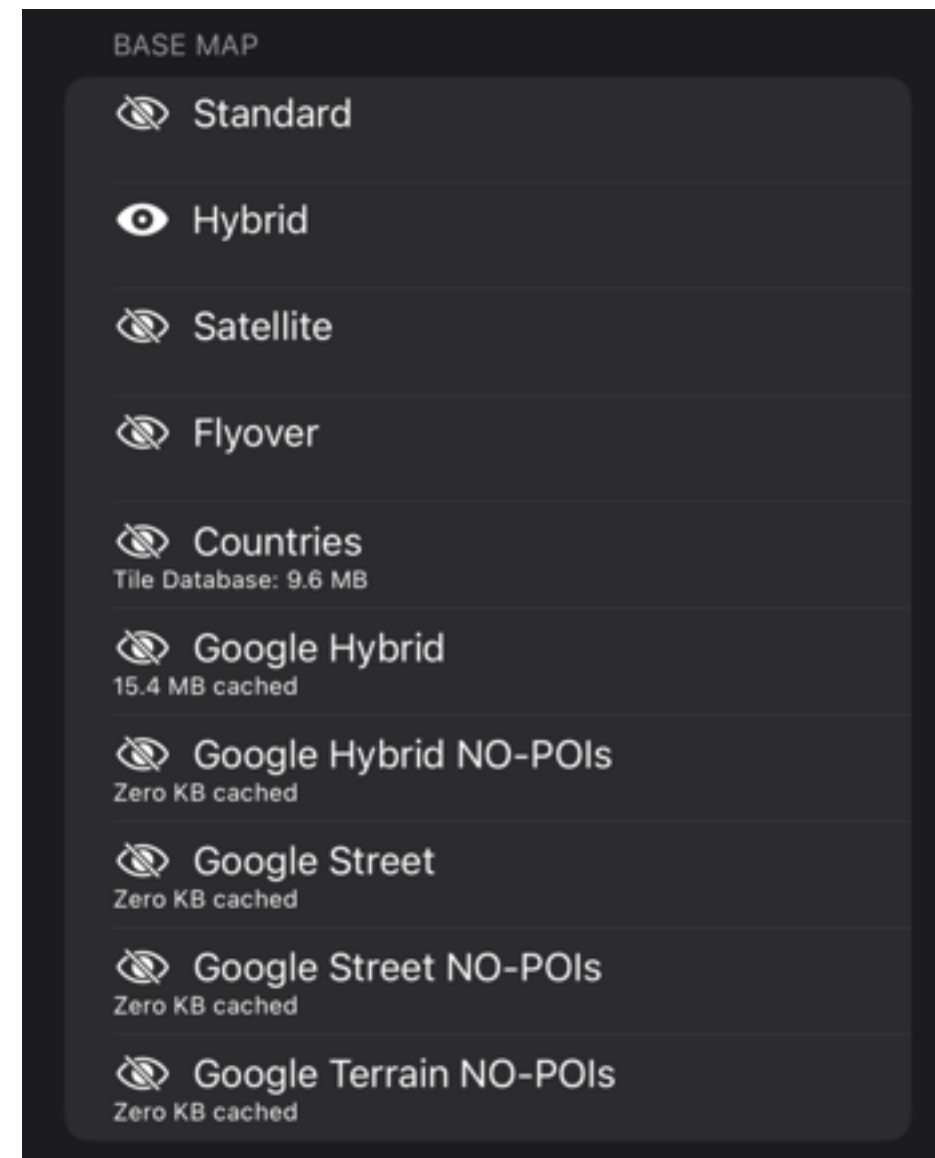 BASE MAP
Standard
Hybrid
Satellite
Flyover
Countries
Tile Database: 9.6 MB
Google Hybrid
15.4 MB cached
Google Hybrid NO-POIs
Zero KB cached
Google Street
Zero KB cached
Google Street NO-POIs
Zero KB cached
Google Terrain NO-POIs
Zero KB cached